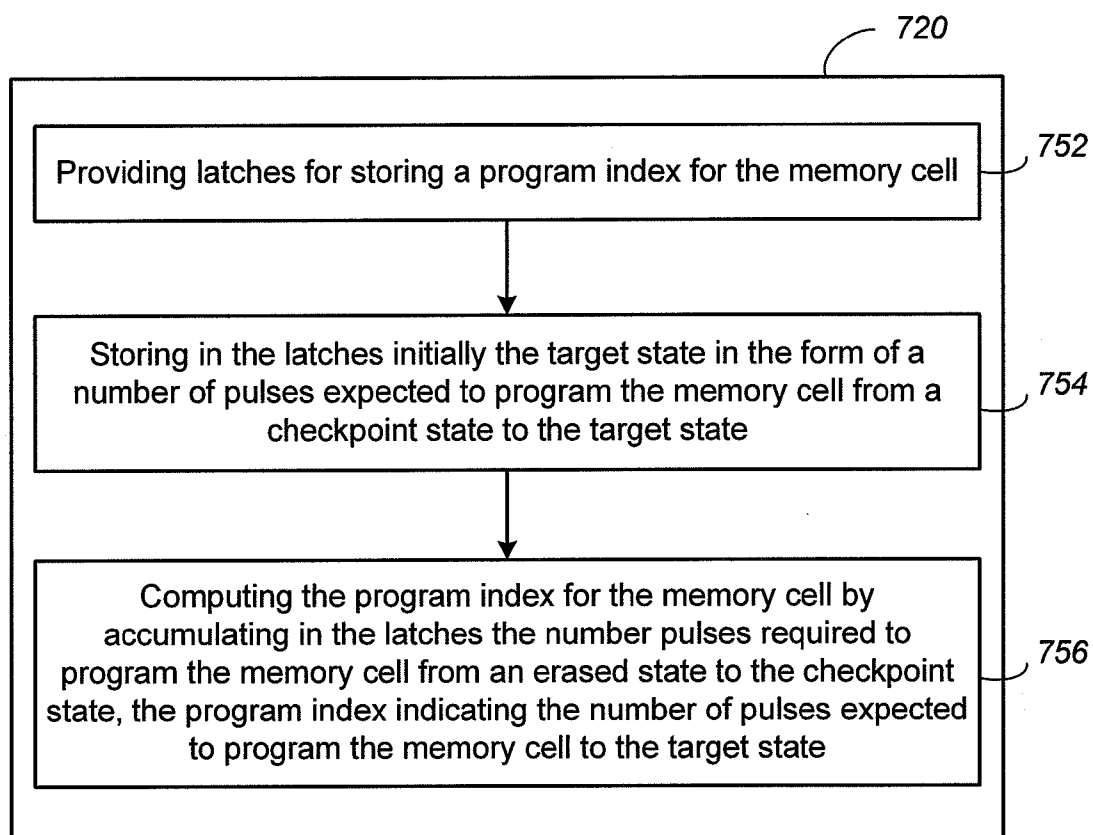 720
Providing latches for storing a program index for the memory cell
752
Storing in the latches initially the target state in the form of a
number of pulses expected to program the memory cell from a
checkpoint state to the target state
754
Computing the program index for the memory cell by
accumulating in the latches the number pulses required to
program the memory cell from an erased state to the checkpoint
state, the program index indicating the number of pulses expected
to program the memory cell to the target state
756